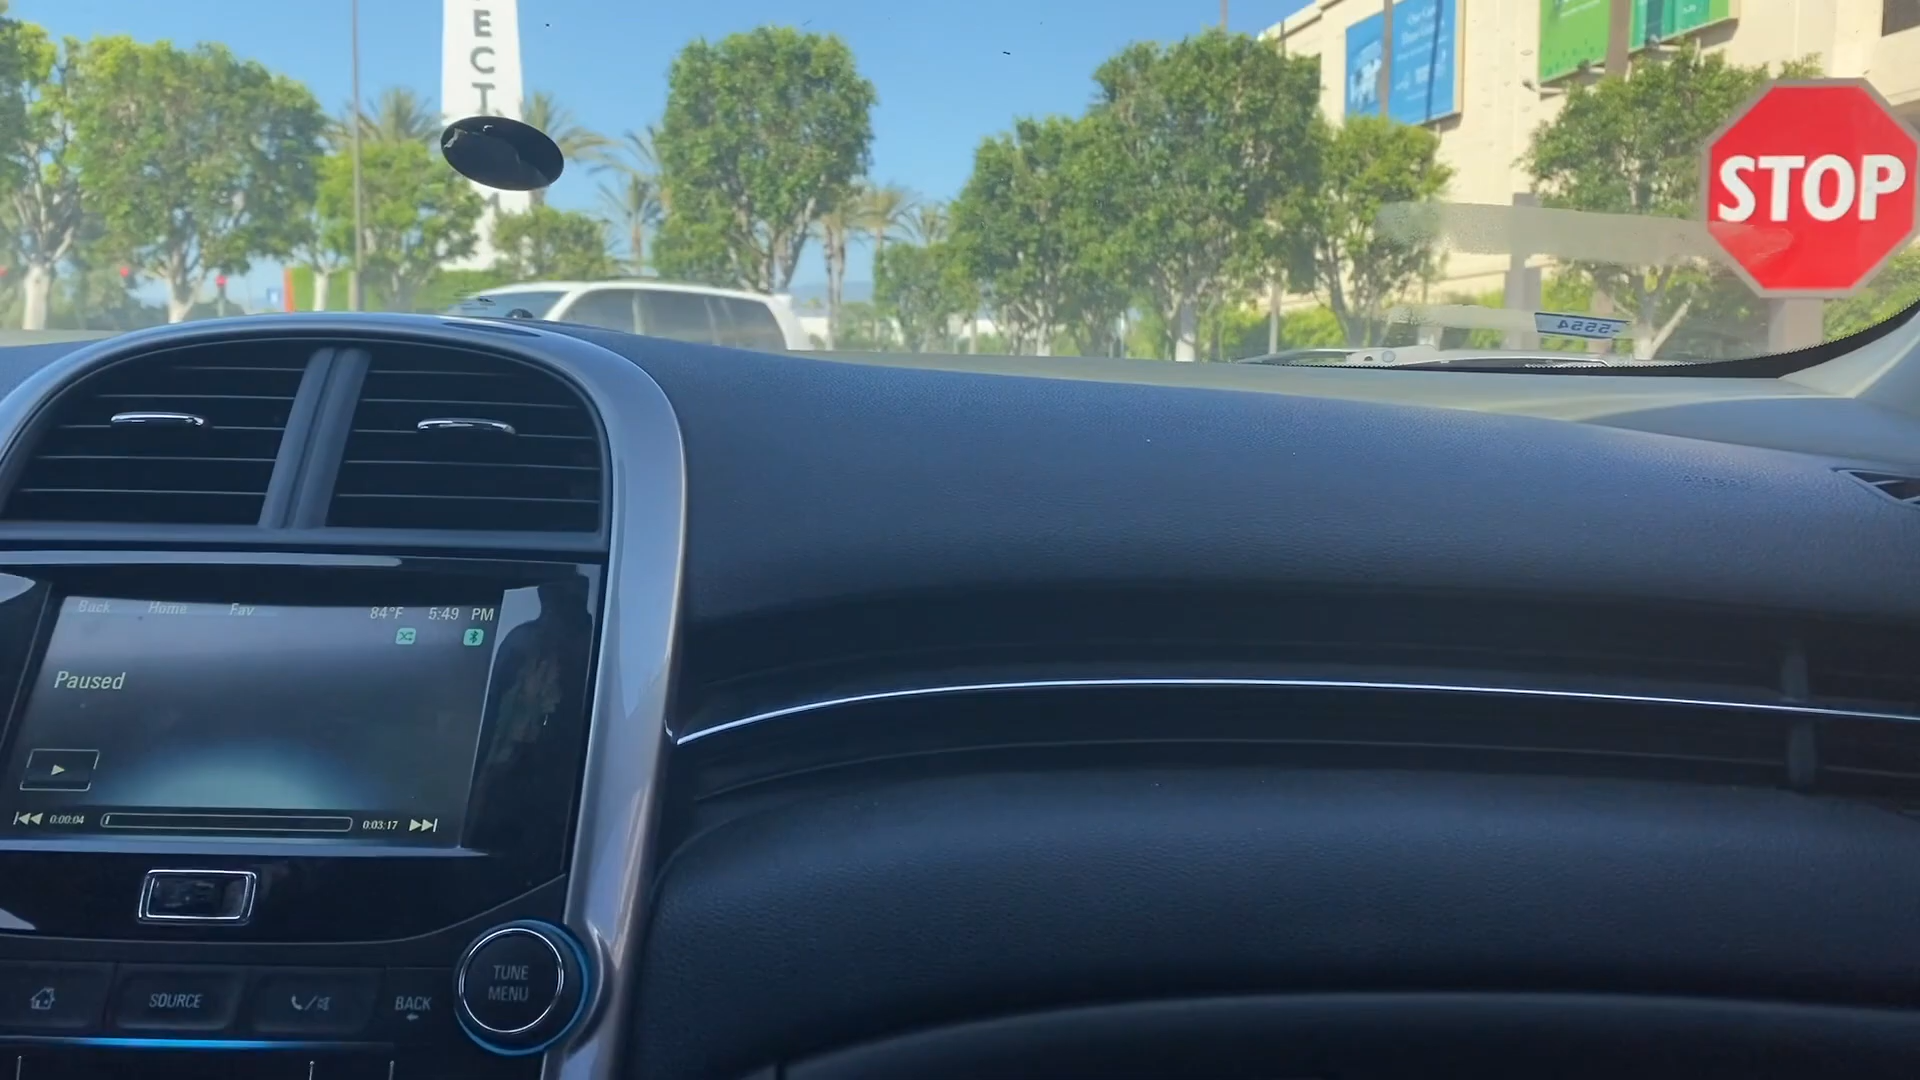 ECT
STOP
-5554
Back Home Fav 84°F 5:49 PM
Paused
0:00:04 0:03:17
TUNE
MENU
SOURCE
BACK